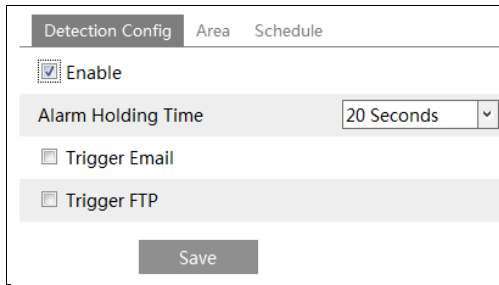 Detection Config Area Schedule
Enable
Alarm Holding Time 20 Seconds
Trigger Email
Trigger FTP
Save